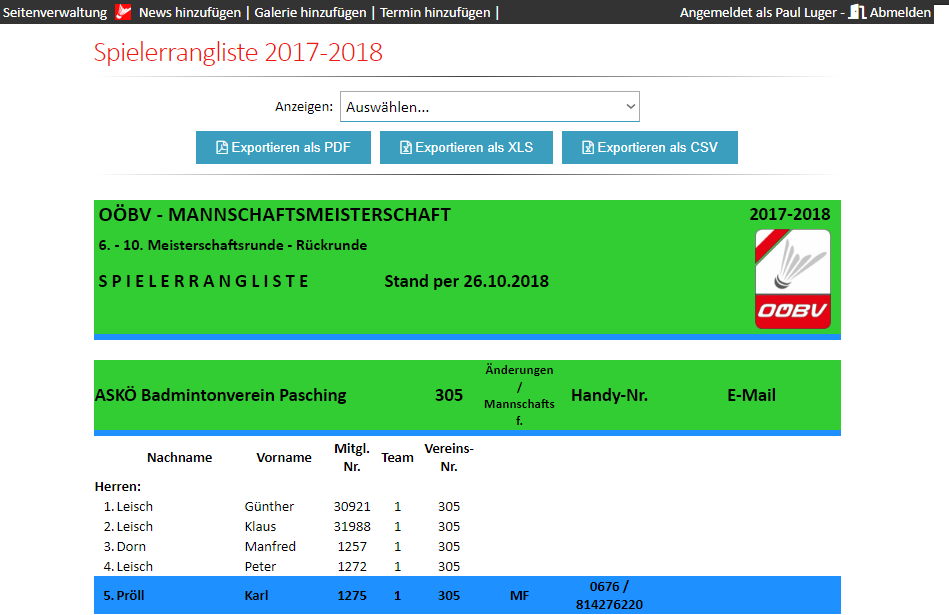 Seitenverwaltung News hinzufügen | Galerie hinzufügen | Termin hinzufügen | Angemeldet als Paul Luger - Abmelden
Spielerrangliste 2017-2018
Anzeigen: Auswählen...
Exportieren als PDF Exportieren als XLS Exportieren als CSV
OÖBV - MANNSCHAFTSMEISTERSCHAFT 2017-2018
6. - 10. Meisterschaftsrunde - Rückrunde
S P I E L E R R A N G L I S T E Stand per 26.10.2018
OÖBV
ASKÖ Badmintonverein Pasching 305 Änderungen / Mannschafts f. Handy-Nr. E-Mail
Nachname Vorname Mitgl. Nr. Team Vereins- Nr.
Herren:
1. Leisch Günther 30921 1 305
2. Leisch Klaus 31988 1 305
3. Dorn Manfred 1257 1 305
4. Leisch Peter 1272 1 305
5. Pröll Karl 1275 1 305 MF 0676 / 814276220